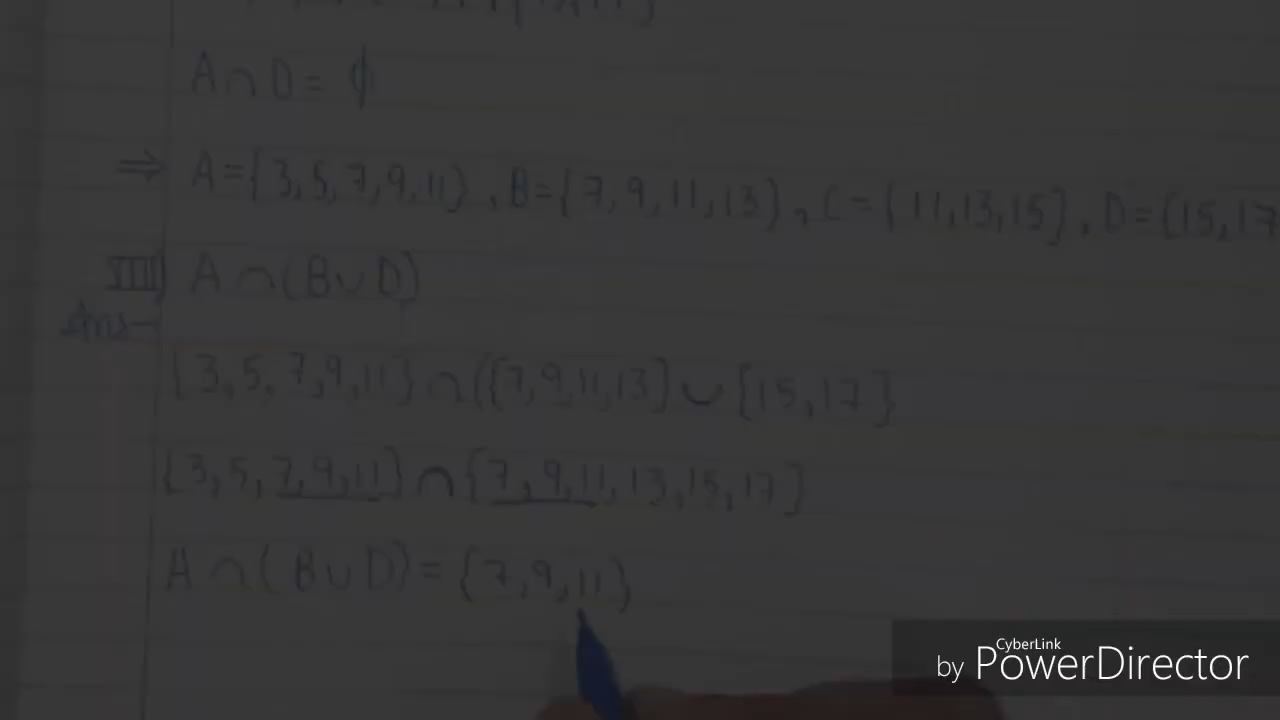 A ∩ D = ϕ
⇒ A = {3, 5, 7, 9, 11}, B = {7, 9, 11, 13}, C = {11, 13, 15}, D = {15, 17
VIII) A ∩ (B ∪ D)
Ans-
{3, 5, 7, 9, 11} ∩ ({7, 9, 11, 13} ∪ {15, 17}
{3, 5, 7, 9, 11} ∩ {7, 9, 11, 13, 15, 17}
A ∩ (B ∪ D) = {7, 9, 11}
CyberLink
by PowerDirector